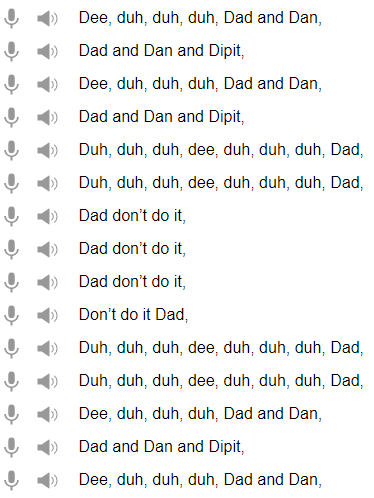 Dee, duh, duh, duh, Dad and Dan,
Dad and Dan and Dipit,
Dee, duh, duh, duh, Dad and Dan,
Dad and Dan and Dipit,
Duh, duh, duh, dee, duh, duh, duh, Dad,
Duh, duh, duh, dee, duh, duh, duh, Dad,
Dad don’t do it,
Dad don’t do it,
Dad don’t do it,
Don’t do it Dad,
Duh, duh, duh, dee, duh, duh, duh, Dad,
Duh, duh, duh, dee, duh, duh, duh, Dad,
Dee, duh, duh, duh, Dad and Dan,
Dad and Dan and Dipit,
Dee, duh, duh, duh, Dad and Dan,